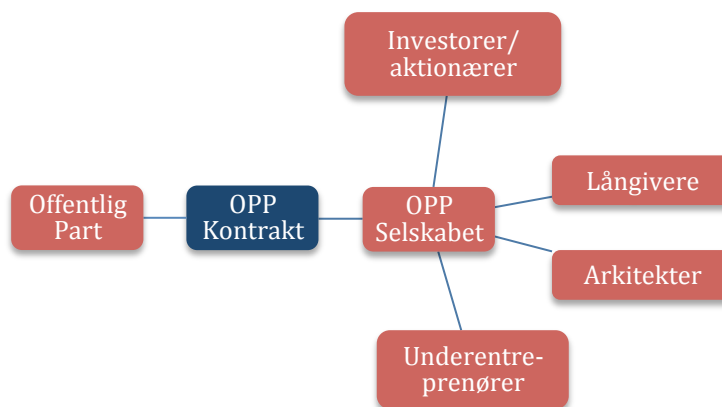 Investorer/
aktionærer
Offentlig
Part
OPP
Kontrakt
OPP
Selskabet
Långivere
Arkitekter
Underentre-
prenører